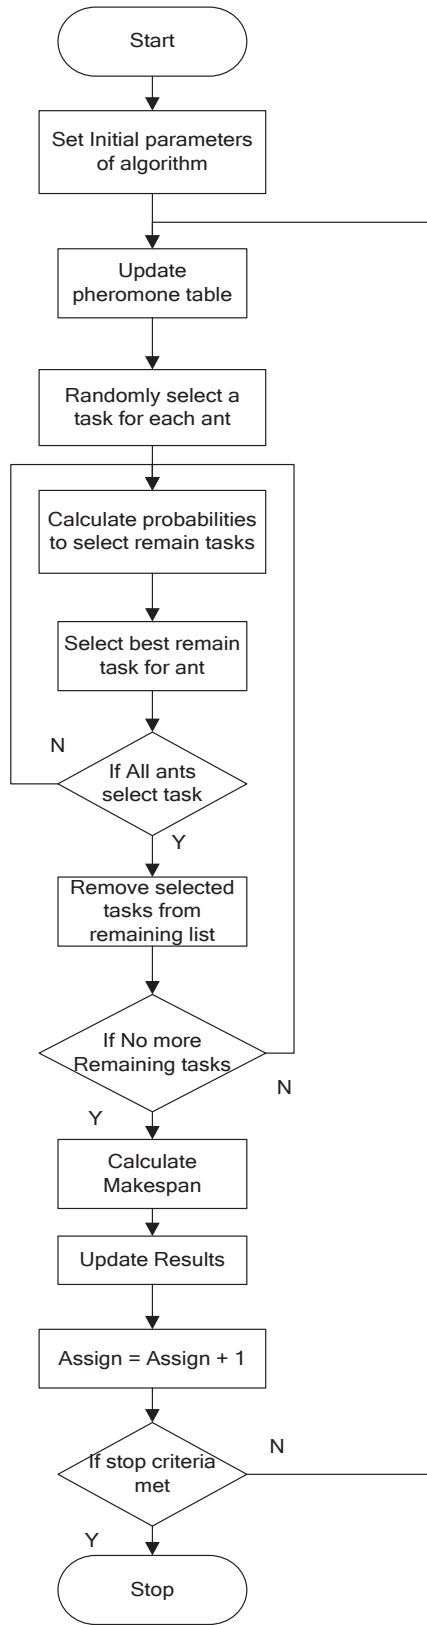 Start
Set Initial parameters
of algorithm
Update
pheromone table
Randomly select a
task for each ant
Calculate probabilities
to select remain tasks
Select best remain
task for ant
N
If All ants
select task
Y
Remove selected
tasks from
remaining list
If No more
Remaining tasks
N
Y
Calculate
Makespan
Update Results
Assign = Assign + 1
N
If stop criteria
met
Y
Stop